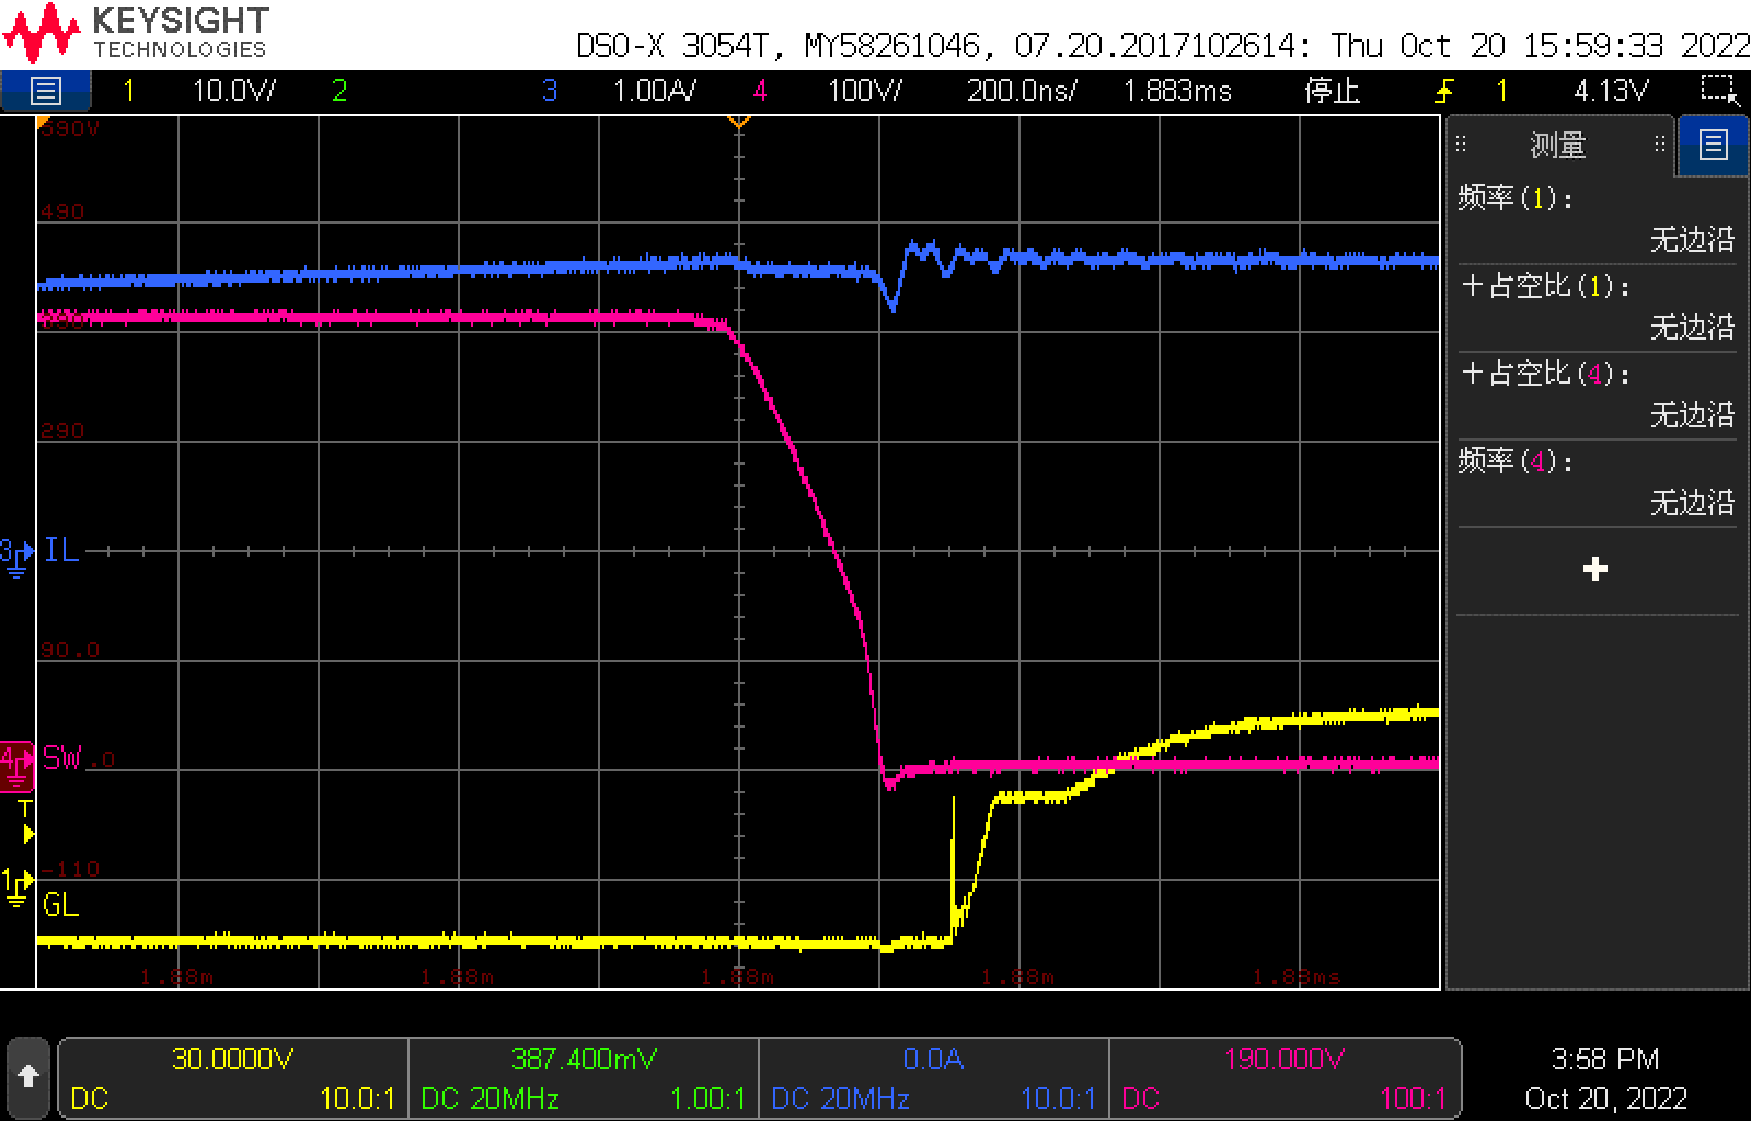 KEYSIGHT
TECHNOLOGIES
DSO-X 3054T, MY58261046, 07.20.2017102614: Thu Oct 20 15:59:33 2022
1 10.0V/ 2 3 1.00A/ 4 100V/ 200.0ns/ 1.883ms 停止 1 4.13V
590V
490
290
90.0
-110
3 IL
4 SW .0
T
1
GL
1.88m 1.88m 1.88m 1.88m 1.88ms
测量
频率(1):
无边沿
+占空比(1):
无边沿
+占空比(4):
无边沿
频率(4):
无边沿
+
30.0000V 387.400mV 0.0A 190.000V
DC 10.0:1 DC 20MHz 1.00:1 DC 20MHz 10.0:1 DC 100:1
3:58 PM
Oct 20, 2022